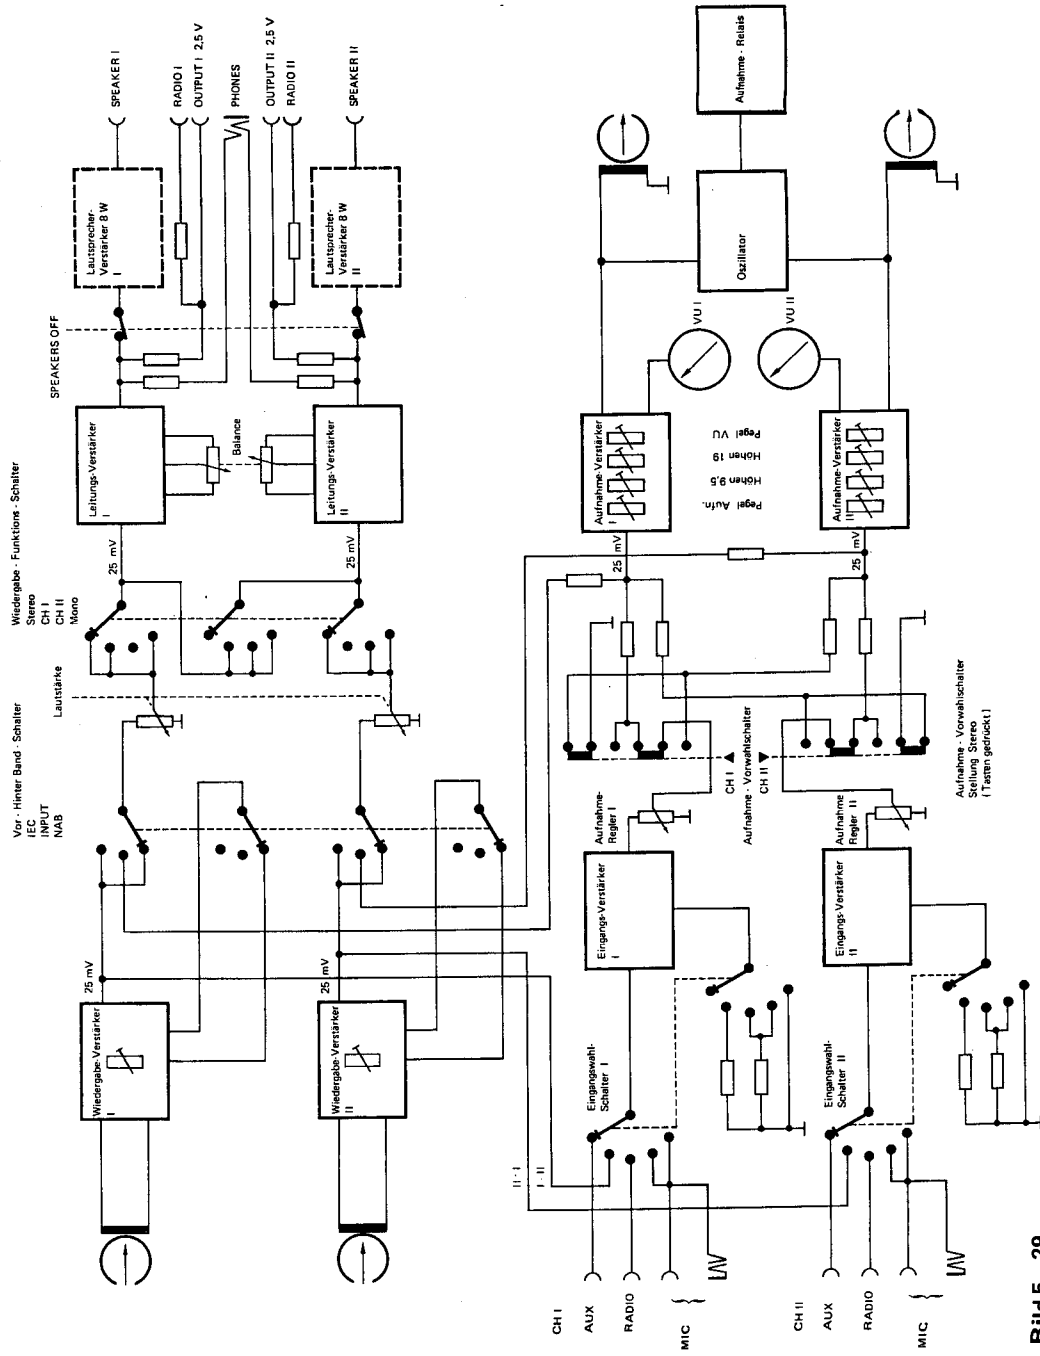 SPEAKER I
RADIO I
OUTPUT I 2,5 V
PHONES
OUTPUT II 2,5 V
RADIO II
SPEAKER II
Lautsprecher-
Verstärker 8 W
I
Lautsprecher-
Verstärker 8 W
II
SPEAKERS OFF
Leitungs-Verstärker
I
Balance
Leitungs-Verstärker
II
25 mV
25 mV
Wiedergabe - Funktions - Schalter
Stereo
CH I
CH II
Mono
Lautstärke
Vor - Hinter Band - Schalter
IEC
INPUT
NAB
25 mV
25 mV
Wiedergabe-Verstärker
I
Wiedergabe-Verstärker
II
Aufnahme - Relais
Oszillator
VU I
VU II
Aufnahme-Verstärker
I
Pegel VU
Höhen 19
Höhen 9,5
Pegel Aufn.
Aufnahme-Verstärker
II
25 mV
25 mV
CH I
CH II
Aufnahme - Vorwahlschalter
Aufnahme - Vorwahlschalter
Stellung Stereo
( Tasten gedrückt )
Aufnahme-
Regler I
Aufnahme
Regler II
Eingangs-Verstärker
I
Eingangs-Verstärker
II
Eingangswahl-
Schalter I
Eingangswahl-
Schalter II
II - I
I - II
CH I
AUX
RADIO
MIC
CH II
AUX
RADIO
MIC
Bild 5 29